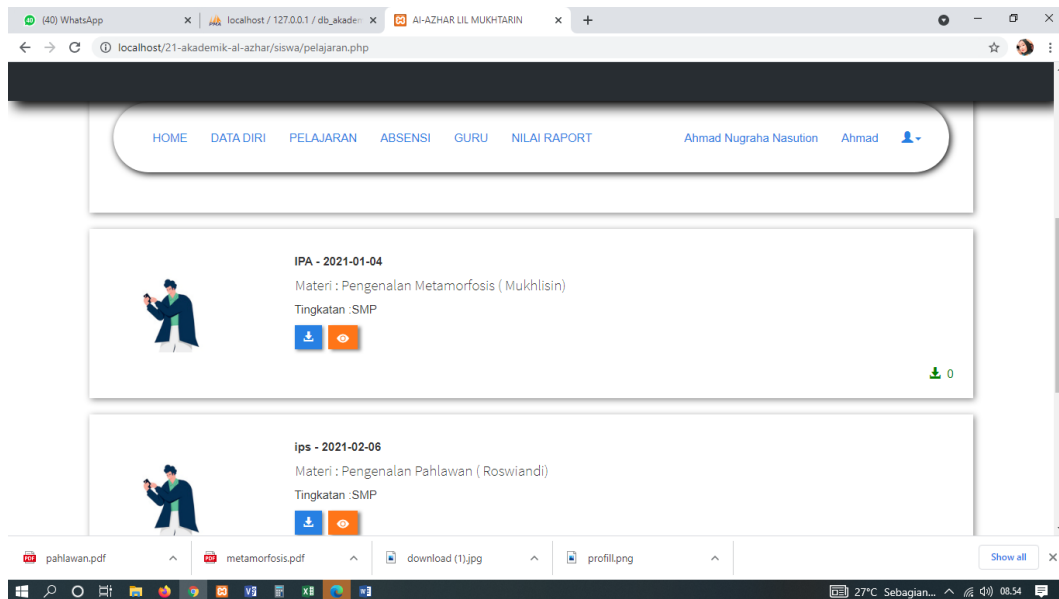 (40) WhatsApp
localhost / 127.0.0.1 / db_akadem
Al-AZHAR LIL MUKHTARIN
localhost/21-akademik-al-azhar/siswa/pelajaran.php
HOME DATA DIRI PELAJARAN ABSENSI GURU NILAI RAPORT Ahmad Nugraha Nasution Ahmad
IPA - 2021-01-04
Materi : Pengenalan Metamorfosis ( Mukhlisin)
Tingkatan :SMP
0
ips - 2021-02-06
Materi : Pengenalan Pahlawan ( Roswiandi)
Tingkatan :SMP
pahlawan.pdf metamorfosis.pdf download (1).jpg profill.png Show all
27°C Sebagian... 08.54